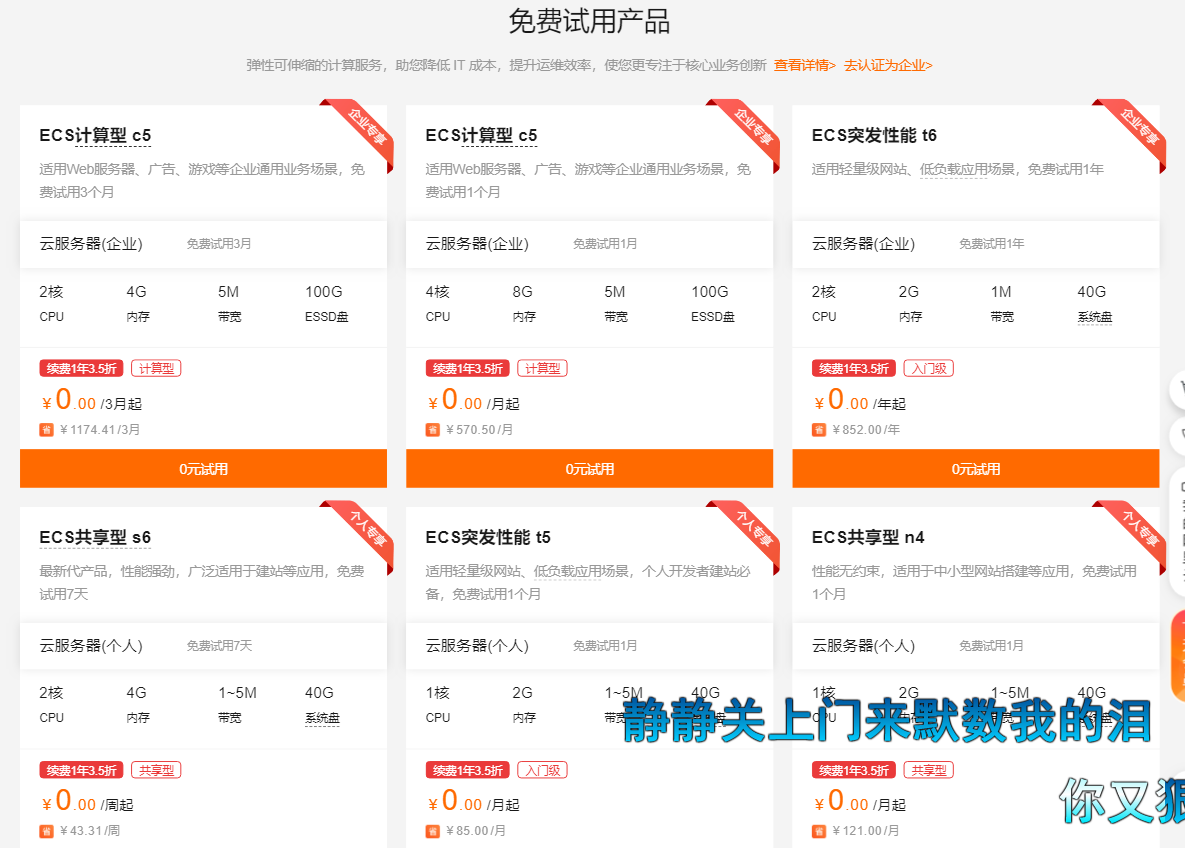 免费试用产品
弹性可伸缩的计算服务，助您降低 IT 成本，提升运维效率，使您更专注于核心业务创新 查看详情> 去认证为企业>
企业专享
ECS计算型 c5
适用Web服务器、广告、游戏等企业通用业务场景，免
费试用3个月
云服务器(企业) 免费试用3月
2核 4G 5M 100G
CPU 内存 带宽 ESSD盘
续费1年3.5折 计算型
¥0.00 /3月起
省 ¥1174.41/3月
0元试用
企业专享
ECS计算型 c5
适用Web服务器、广告、游戏等企业通用业务场景，免
费试用1个月
云服务器(企业) 免费试用1月
4核 8G 5M 100G
CPU 内存 带宽 ESSD盘
续费1年3.5折 计算型
¥0.00 /月起
省 ¥570.50/月
0元试用
企业专享
ECS突发性能 t6
适用轻量级网站、低负载应用场景，免费试用1年
云服务器(企业) 免费试用1年
2核 2G 1M 40G
CPU 内存 带宽 系统盘
续费1年3.5折 入门级
¥0.00 /年起
省 ¥852.00/年
0元试用
个人专享
ECS共享型 s6
最新代产品，性能强劲，广泛适用于建站等应用，免费
试用7天
云服务器(个人) 免费试用7天
2核 4G 1~5M 40G
CPU 内存 带宽 系统盘
续费1年3.5折 共享型
¥0.00 /周起
省 ¥43.31/周
个人专享
ECS突发性能 t5
适用轻量级网站、低负载应用场景，个人开发者建站必
备，免费试用1个月
云服务器(个人) 免费试用1月
1核 2G 1~5M 40G
CPU 内存
续费1年3.5折 入门级
¥0.00 /月起
省 ¥85.00/月
个人专享
ECS共享型 n4
性能无约束，适用于中小型网站搭建等应用，免费试用
1个月
云服务器(个人) 免费试用1月
1核 2G 1~5M 40G
续费1年3.5折 共享型
¥0.00 /月起
省 ¥121.00/月
静静关上门来默数我的泪
你又狠